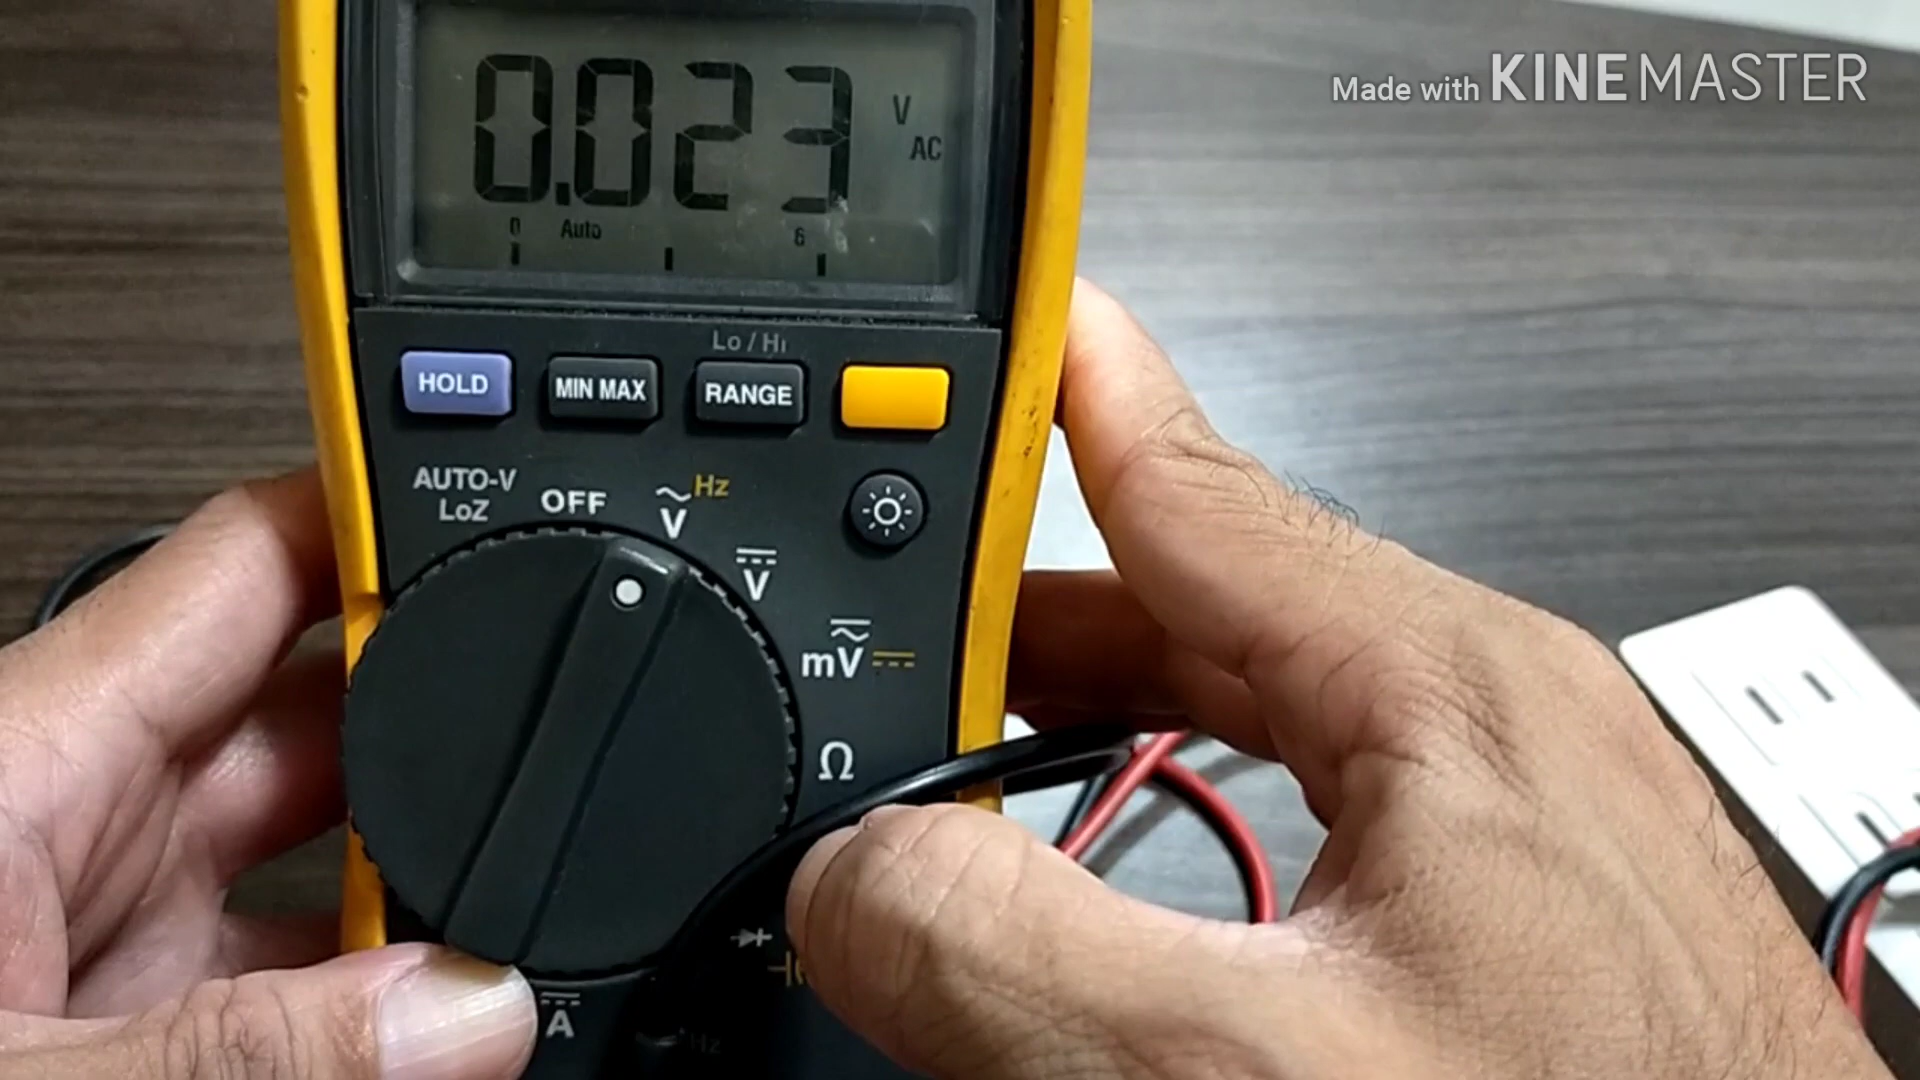 Made with KINEMASTER
0.023 V
AC
0 Auto 6
Lo / Hi
HOLD MIN MAX RANGE
AUTO-V
LoZ
OFF
Hz
V
V
mV
Ω
A
Hz